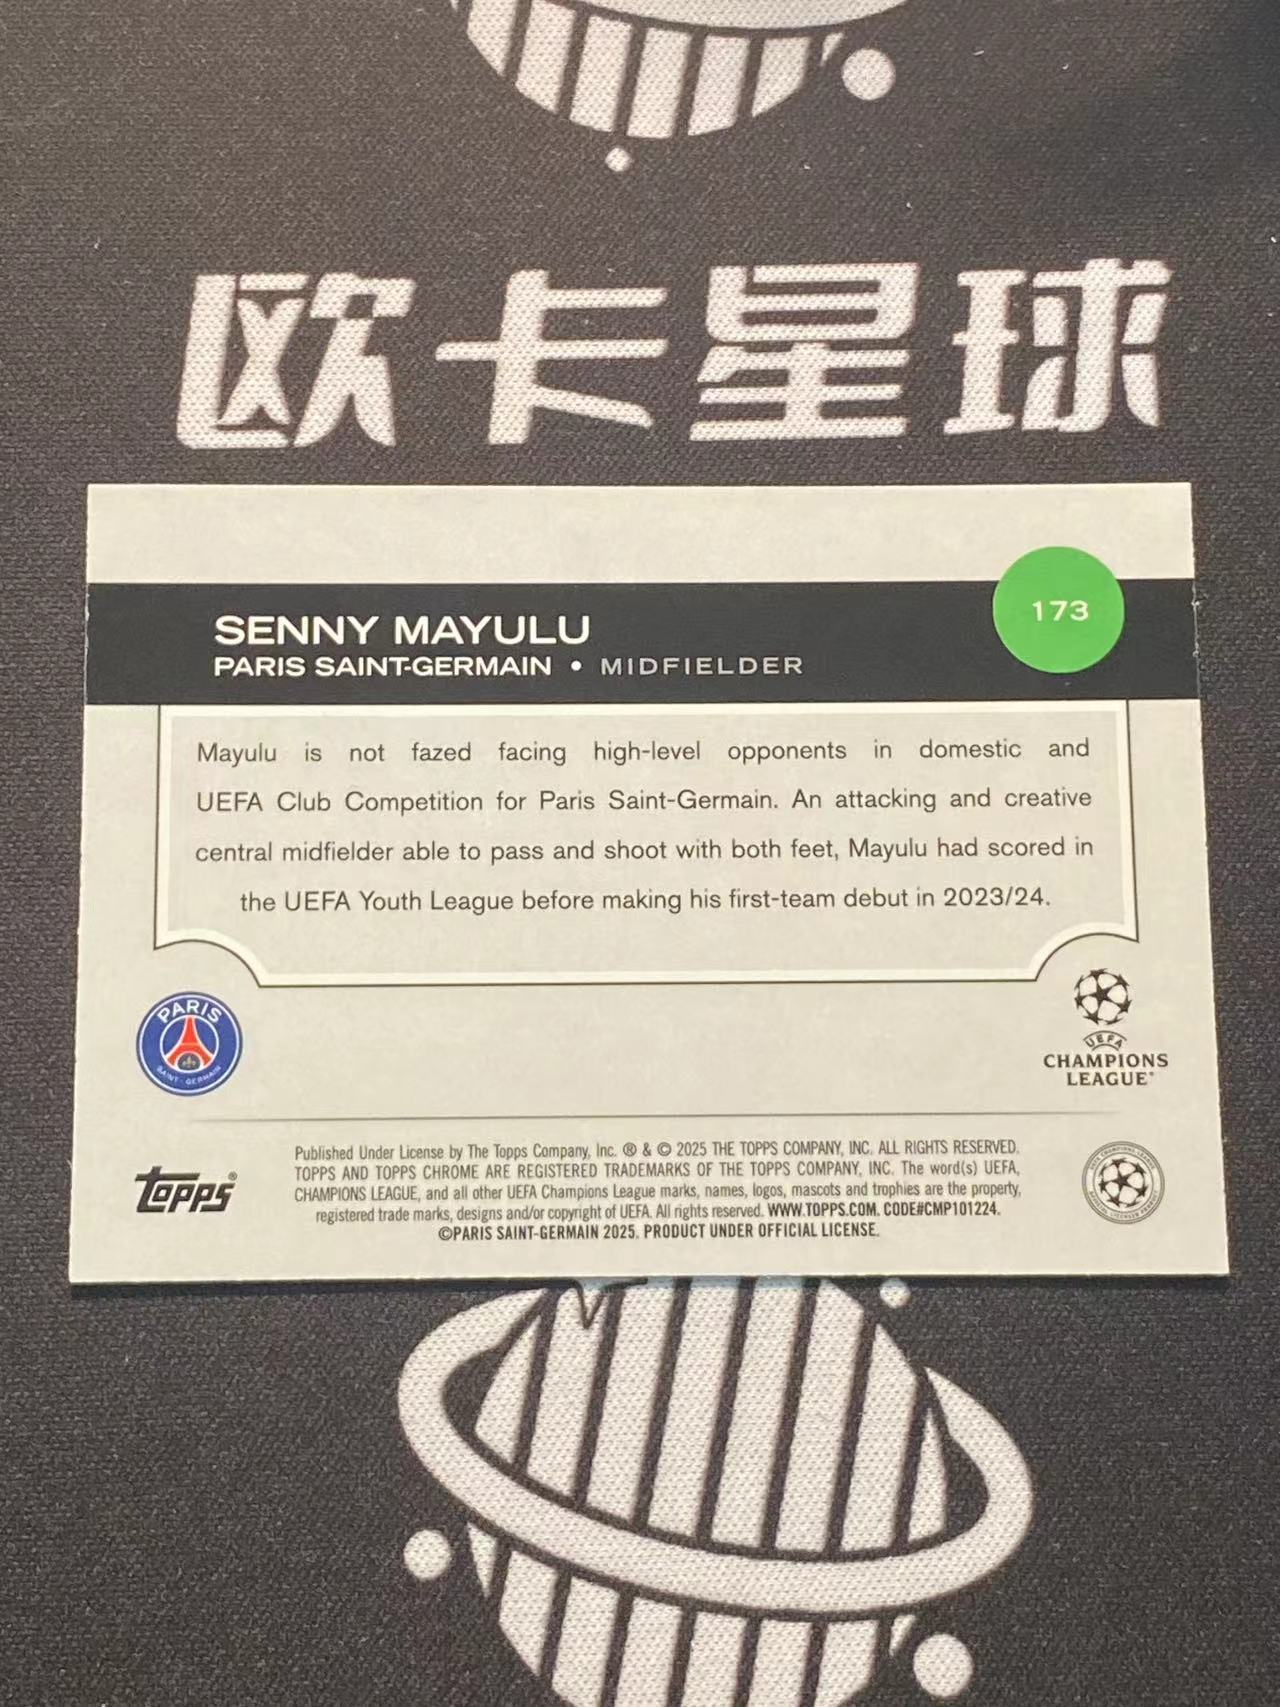 欧卡星球
SENNY MAYULU
173
PARIS SAINT-GERMAIN • MIDFIELDER
Mayulu is not fazed facing high-level opponents in domestic and
UEFA Club Competition for Paris Saint-Germain. An attacking and creative
central midfielder able to pass and shoot with both feet, Mayulu had scored in
the UEFA Youth League before making his first-team debut in 2023/24.
PARIS
SAINT-GERMAIN
UEFA
CHAMPIONS
LEAGUE®
Topps®
Published Under License by The Topps Company, Inc. ® & © 2025 THE TOPPS COMPANY, INC. ALL RIGHTS RESERVED.
TOPPS AND TOPPS CHROME ARE REGISTERED TRADEMARKS OF THE TOPPS COMPANY, INC. The word(s) UEFA,
CHAMPIONS LEAGUE, and all other UEFA Champions League marks, names, logos, mascots and trophies are the property,
registered trade marks, designs and/or copyright of UEFA. All rights reserved. WWW.TOPPS.COM. CODE#CMP101224.
©PARIS SAINT-GERMAIN 2025. PRODUCT UNDER OFFICIAL LICENSE.